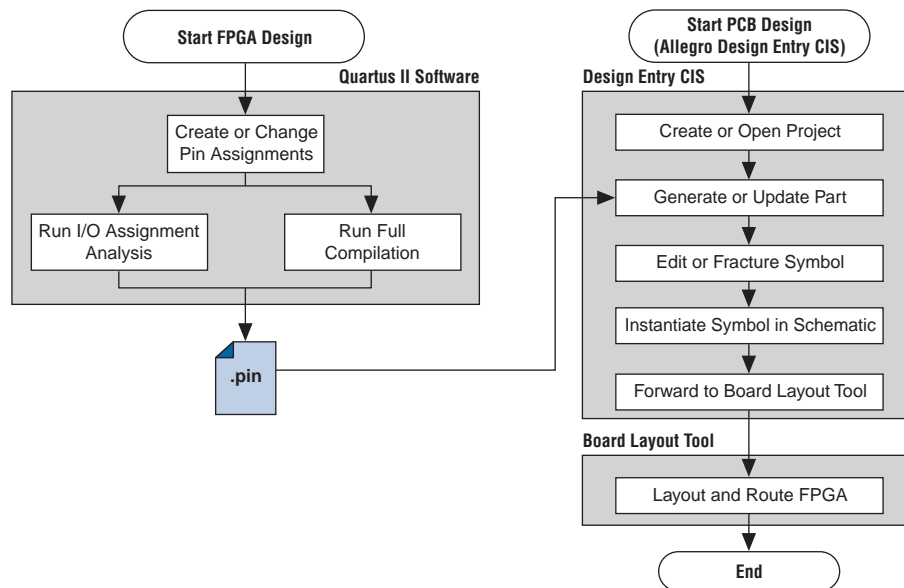 Start FPGA Design
Quartus II Software
Create or Change
Pin Assignments
Run I/O Assignment
Analysis
Run Full
Compilation
.pin
Start PCB Design
(Allegro Design Entry CIS)
Design Entry CIS
Create or Open Project
Generate or Update Part
Edit or Fracture Symbol
Instantiate Symbol in Schematic
Forward to Board Layout Tool
Board Layout Tool
Layout and Route FPGA
End